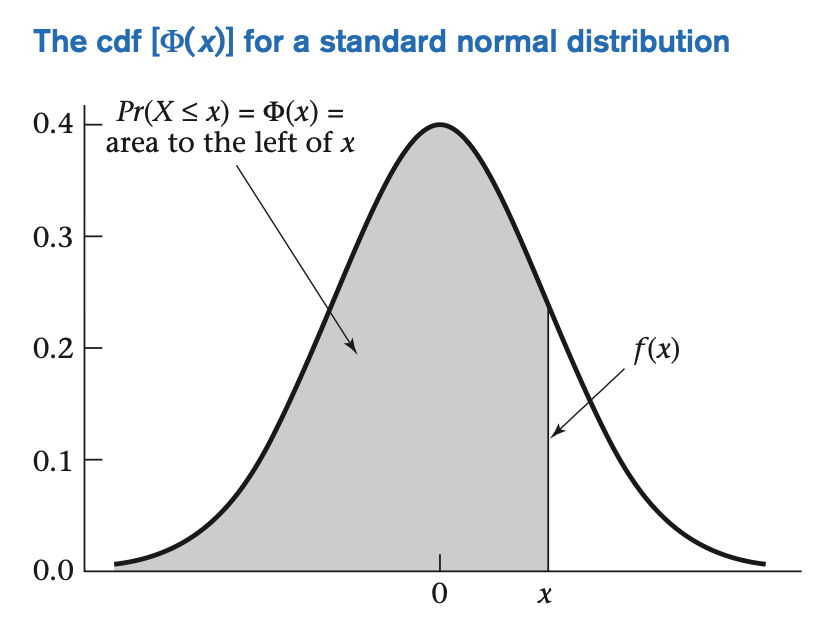 The cdf [Φ(x)] for a standard normal distribution
Pr(X ≤ x) = Φ(x) =
area to the left of x
0.4
0.3
0.2
0.1
0.0
f(x)
0
x